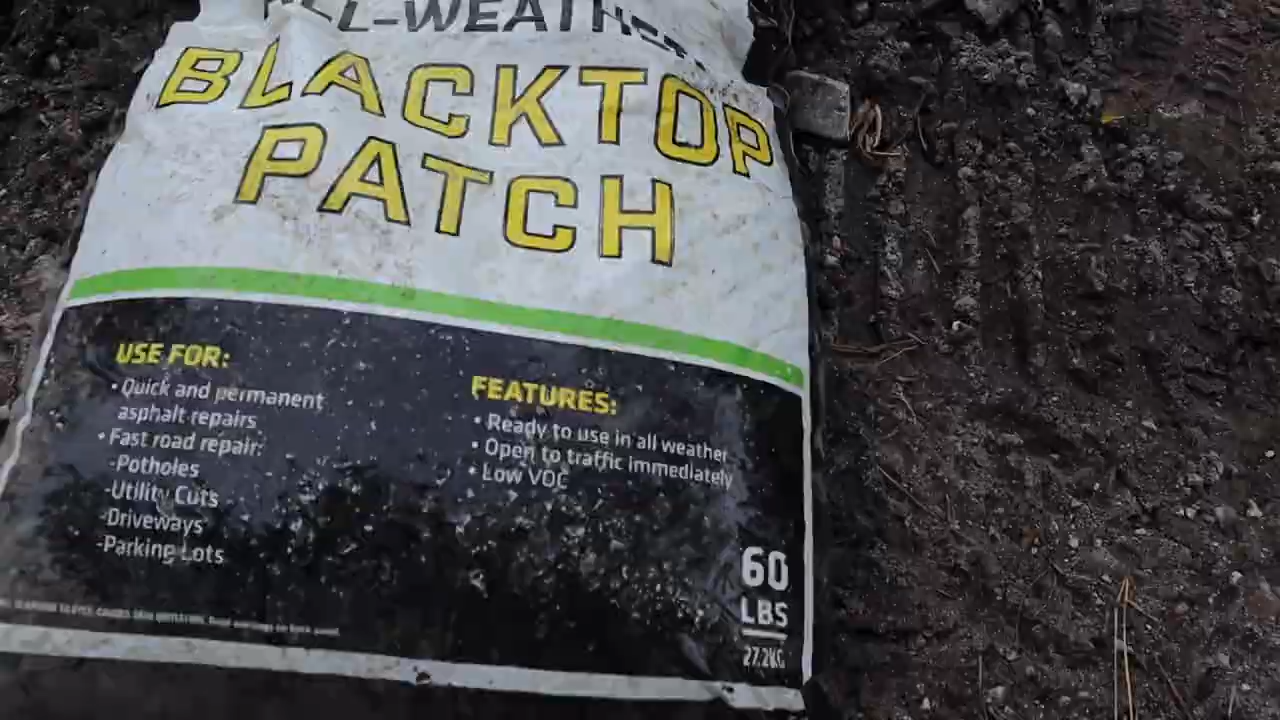 ALL-WEATHER
BLACKTOP
PATCH
USE FOR:
• Quick and permanent
asphalt repairs
• Fast road repair:
-Potholes
-Utility Cuts
-Driveways
-Parking Lots
FEATURES:
• Ready to use in all weather
• Open to traffic immediately
• Low VOC
60
LBS
27.2KG